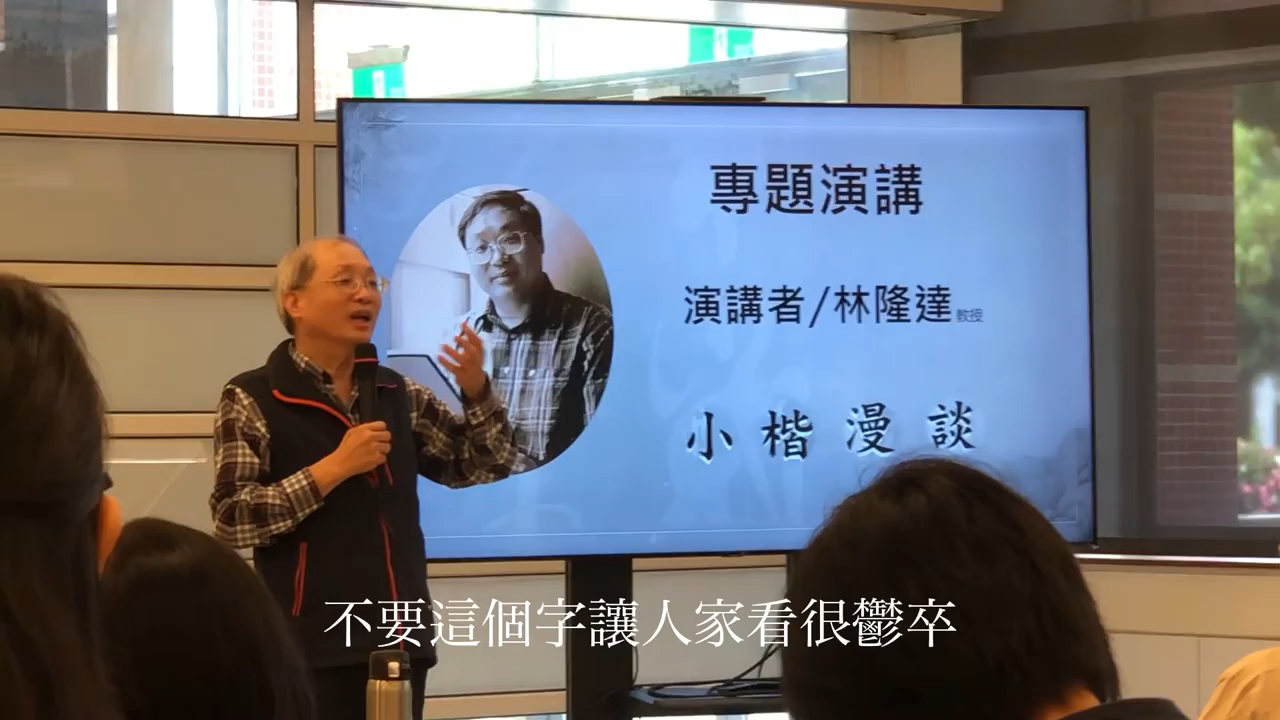 專題演講
演講者/林隆達教授
小楷漫談
不要這個字讓人家看很鬱卒